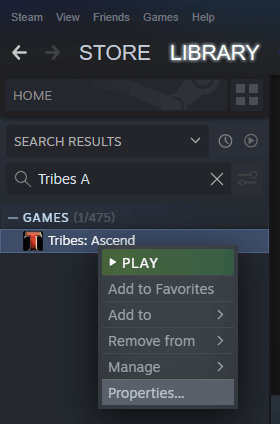 Steam View Friends Games Help
STORE LIBRARY
HOME
SEARCH RESULTS
Tribes A
GAMES (1/475)
Tribes: Ascend
PLAY
Add to Favorites
Add to
Remove from
Manage
Properties...